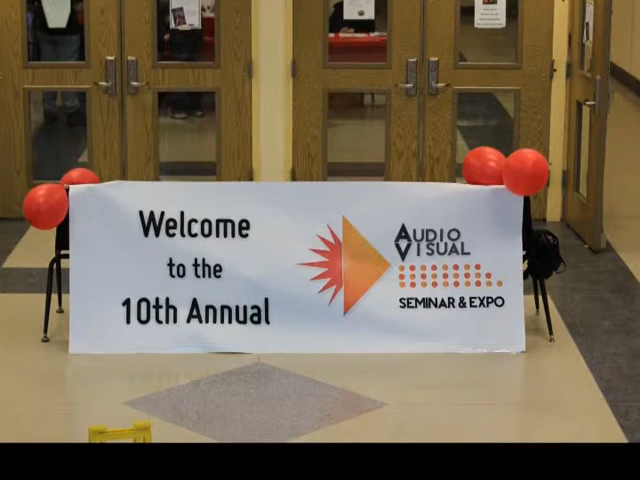 Welcome
to the
10th Annual
AUDIO
VISUAL
SEMINAR & EXPO